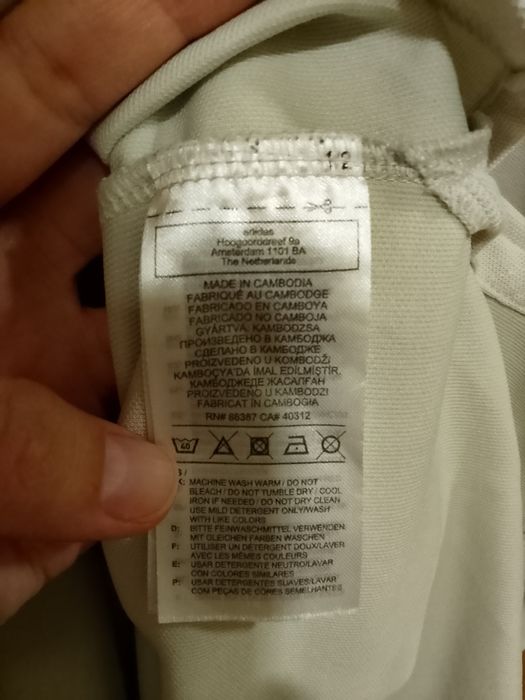 12
adidas
Hoogoorddreef 9a
Amsterdam 1101 BA
The Netherlands
MADE IN CAMBODIA
FABRIQUÉ AU CAMBODGE
FABRICADO EN CAMBOYA
FABRICADO NO CAMBOJA
GYÁRTVA: KAMBODZSA
ПРОИЗВЕДЕНО В КАМБОДЖА
СДЕЛАНО В КАМБОДЖЕ
PROIZVEDENO U KOMBODŽI
KAMBOÇYA'DA İMAL EDİLMİŞTİR.
КАМБОДЖЕДЕ ЖАСАЛҒАН
PROIZVEDENO U KAMBODZI
FABRICAT IN CAMBOGIA
RN# 88387 CA# 40312
40
MACHINE WASH WARM / DO NOT
BLEACH / DO NOT TUMBLE DRY / COOL
IRON IF NEEDED / DO NOT DRY CLEAN
USE MILD DETERGENT ONLY/WASH
WITH LIKE COLORS
D: BITTE FEINWASCHMITTEL VERWENDEN
MIT GLEICHEN FARBEN WASCHEN
F: UTILISER UN DETERGENT DOUX/LAVER
AVEC LES MÊMES COULEURS
E: USAR DETERGENTE NEUTRO/LAVAR
CON COLORES SIMILARES
P: USAR DETERGENTES SUAVES/LAVAR
COM PEÇAS DE CORES SEMELHANTES